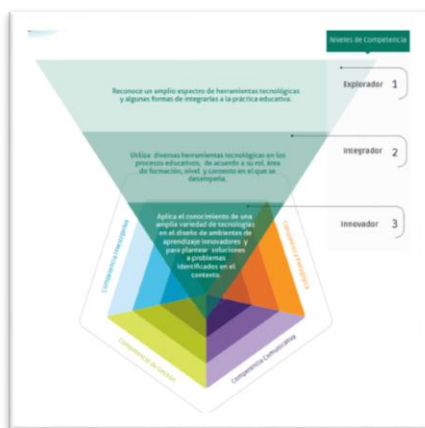 Niveles de Competencia
Explorador 1
Reconoce un amplio espectro de herramientas tecnológicas
y algunas formas de integrarlas a la práctica educativa.
Integrador 2
Utiliza diversas herramientas tecnológicas en los
procesos educativos, de acuerdo a su rol, área
de formación, nivel y contexto en el que se
desempeña.
Innovador 3
Aplica el conocimiento de una
amplia variedad de tecnologías
en el diseño de ambientes de
aprendizaje innovadores y
para plantear soluciones
a problemas
identificados en el
contexto.
Competencia
Competencia
Competencia de Gestión
Competencia Comunicativa